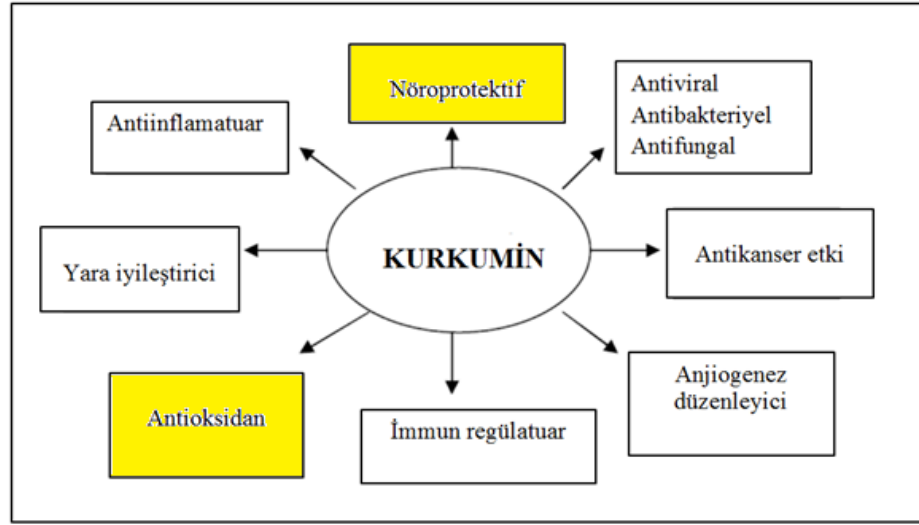 Nöroprotektif
Antiviral
Antibakteriyel
Antifungal
Antiinflamatuar
KURKUMİN
Yara iyileştirici
Antikanser etki
Antioksidan
İmmun regülatuar
Anjiogenez
düzenleyici